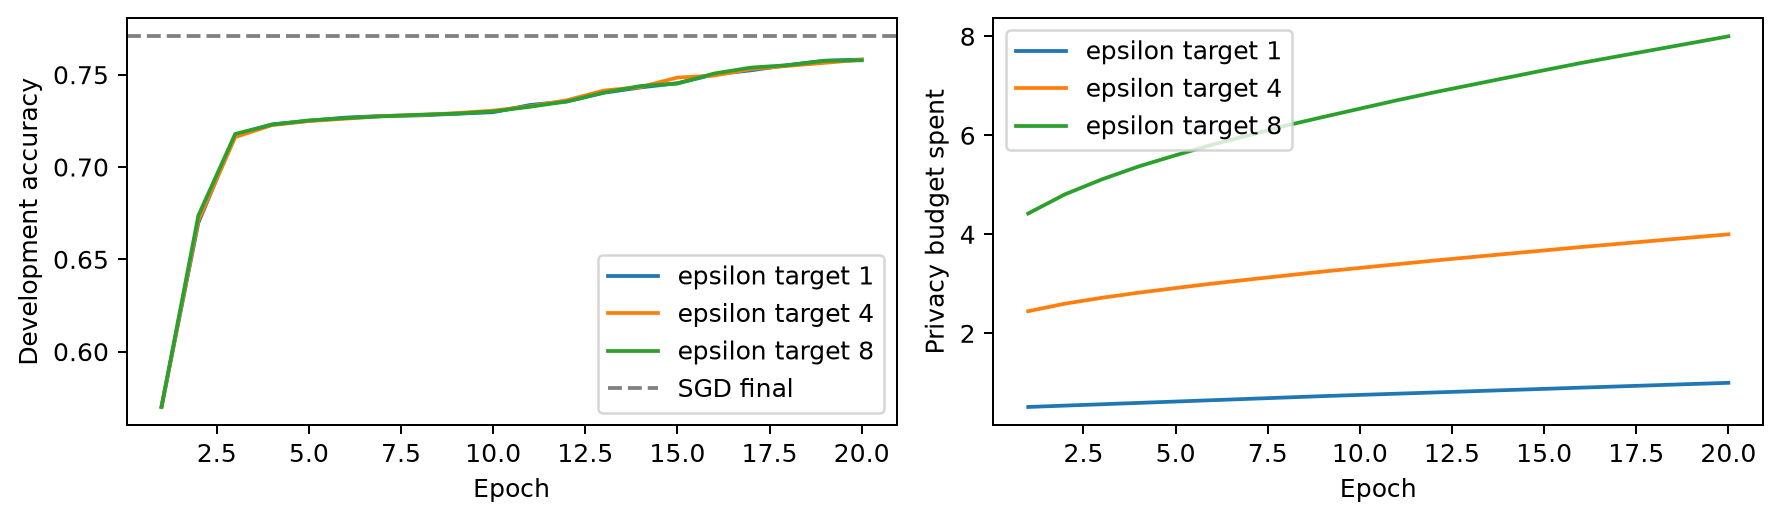 Development accuracy
0.75
0.70
0.65
0.60
epsilon target 1
epsilon target 4
epsilon target 8
SGD final
2.5 5.0 7.5 10.0 12.5 15.0 17.5 20.0
Epoch
Privacy budget spent
8
6
4
2
epsilon target 1
epsilon target 4
epsilon target 8
2.5 5.0 7.5 10.0 12.5 15.0 17.5 20.0
Epoch